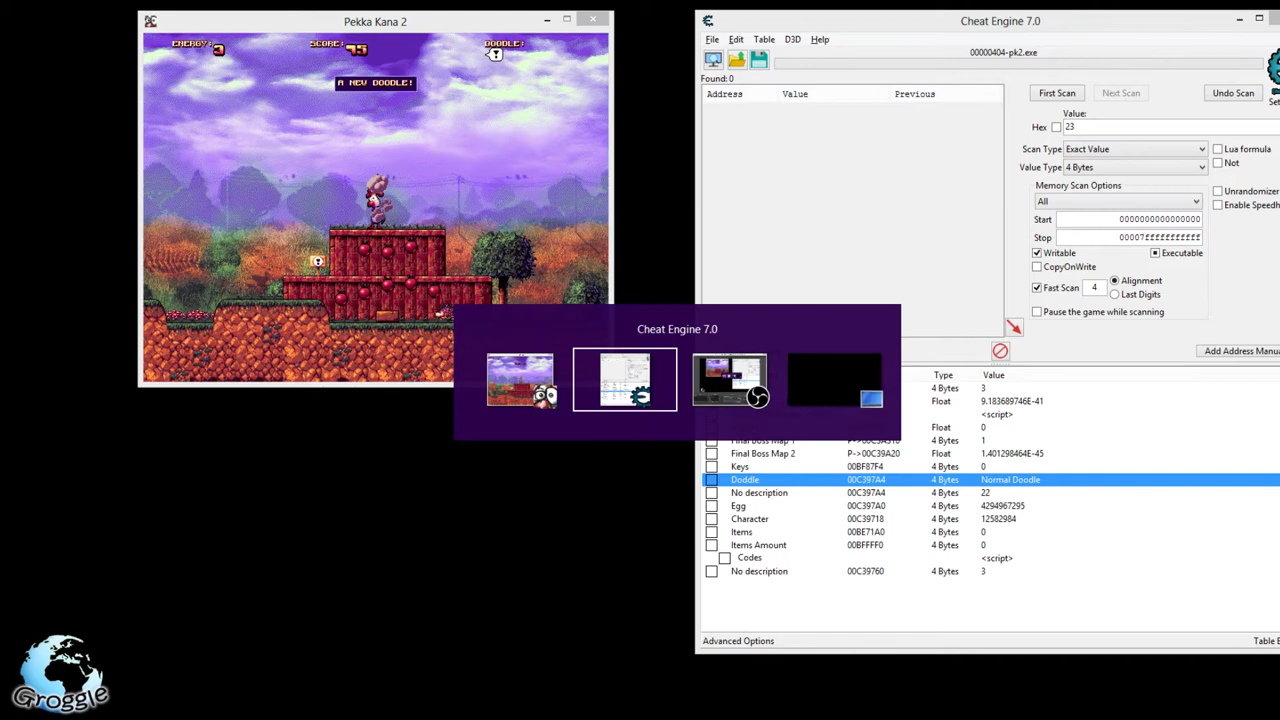 Pekka Kana 2
ENERGY: 3
SCORE: 75
DOODLE:
A NEW DOODLE!
Cheat Engine 7.0
File Edit Table D3D Help
00000404-pk2.exe
Found: 0
Address Value Previous
First Scan Next Scan Undo Scan
Value:
Hex 23
Scan Type Exact Value Lua formula
Not
Value Type 4 Bytes
Memory Scan Options
All
Unrandomizer
Enable Speedh
Start 0000000000000000
Stop 00007fffffffffff
Writable Executable
CopyOnWrite
Fast Scan 4 Alignment
Last Digits
Pause the game while scanning
Cheat Engine 7.0
Add Address Manua
Type Value
4 Bytes 3
Float 9.183689746E-41
<script>
Float 0
Final Boss Map 1 P->00C3A310 4 Bytes 1
Final Boss Map 2 P->00C39A20 Float 1.401298464E-45
Keys 00BF87F4 4 Bytes 0
Doddle 00C397A4 4 Bytes Normal Doodle
No description 00C397A4 4 Bytes 22
Egg 00C397A0 4 Bytes 4294967295
Character 00C39718 4 Bytes 12582984
Items 00BE71A0 4 Bytes 0
Items Amount 00BFFFF0 4 Bytes 0
Codes <script>
No description 00C39760 4 Bytes 3
Advanced Options Table E
Groggle